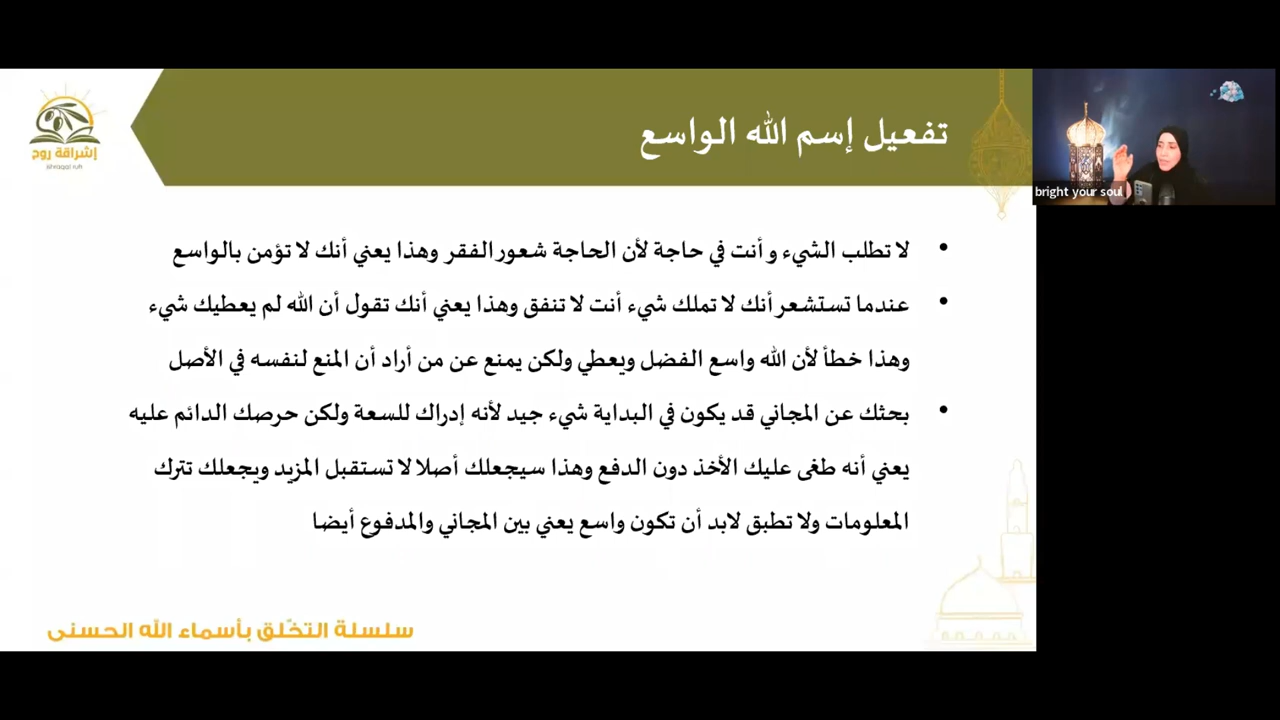 تفعيل إسم الله الواسع
إشراقة روح
ishraqat ruh
bright your soul
• لا تطلب الشيء و أنت في حاجة لأن الحاجة شعور الفقر وهذا يعني أنك لا تؤمن بالواسع
• عندما تستشعر أنك لا تملك شيء أنت لا تنفق وهذا يعني أنك تقول أن الله لم يعطيك شيء
وهذا خطأ لأن الله واسع الفضل ويعطي ولكن يمنع عن من أراد أن المنع لنفسه في الأصل
• بحثك عن المجاني قد يكون في البداية شيء جيد لأنه إدراك للسعة ولكن حرصك الدائم عليه
يعني أنه طغى عليك الأخذ دون الدفع وهذا سيجعلك أصلا لا تستقبل المزيد ويجعلك تترك
المعلومات ولا تطبق لابد أن تكون واسع يعني بين المجاني والمدفوع أيضا
سلسلة التخّلق بأسماء الله الحسنى